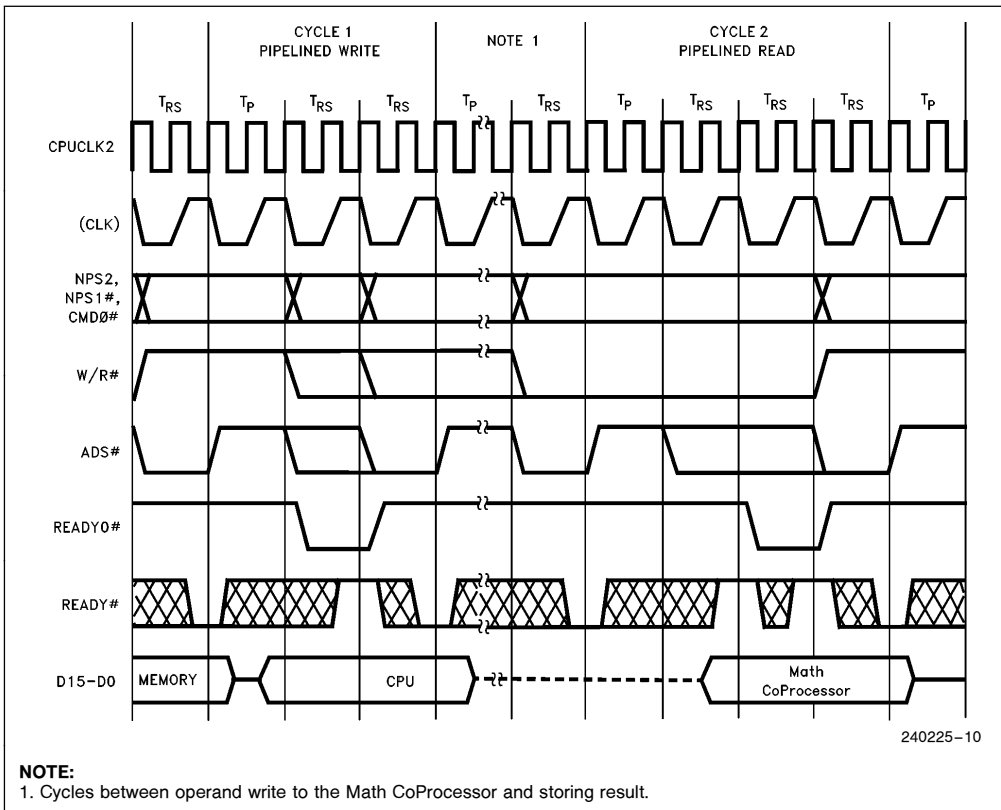 CYCLE 1
PIPELINED WRITE
NOTE 1
CYCLE 2
PIPELINED READ
TRS TP TRS TRS TP TRS TP TRS TRS TRS TP
CPUCLK2
(CLK)
NPS2,
NPS1#,
CMDØ#
W/R#
ADS#
READYO#
READY#
D15-D0 MEMORY CPU Math
CoProcessor
240225-10
NOTE:
1. Cycles between operand write to the Math CoProcessor and storing result.